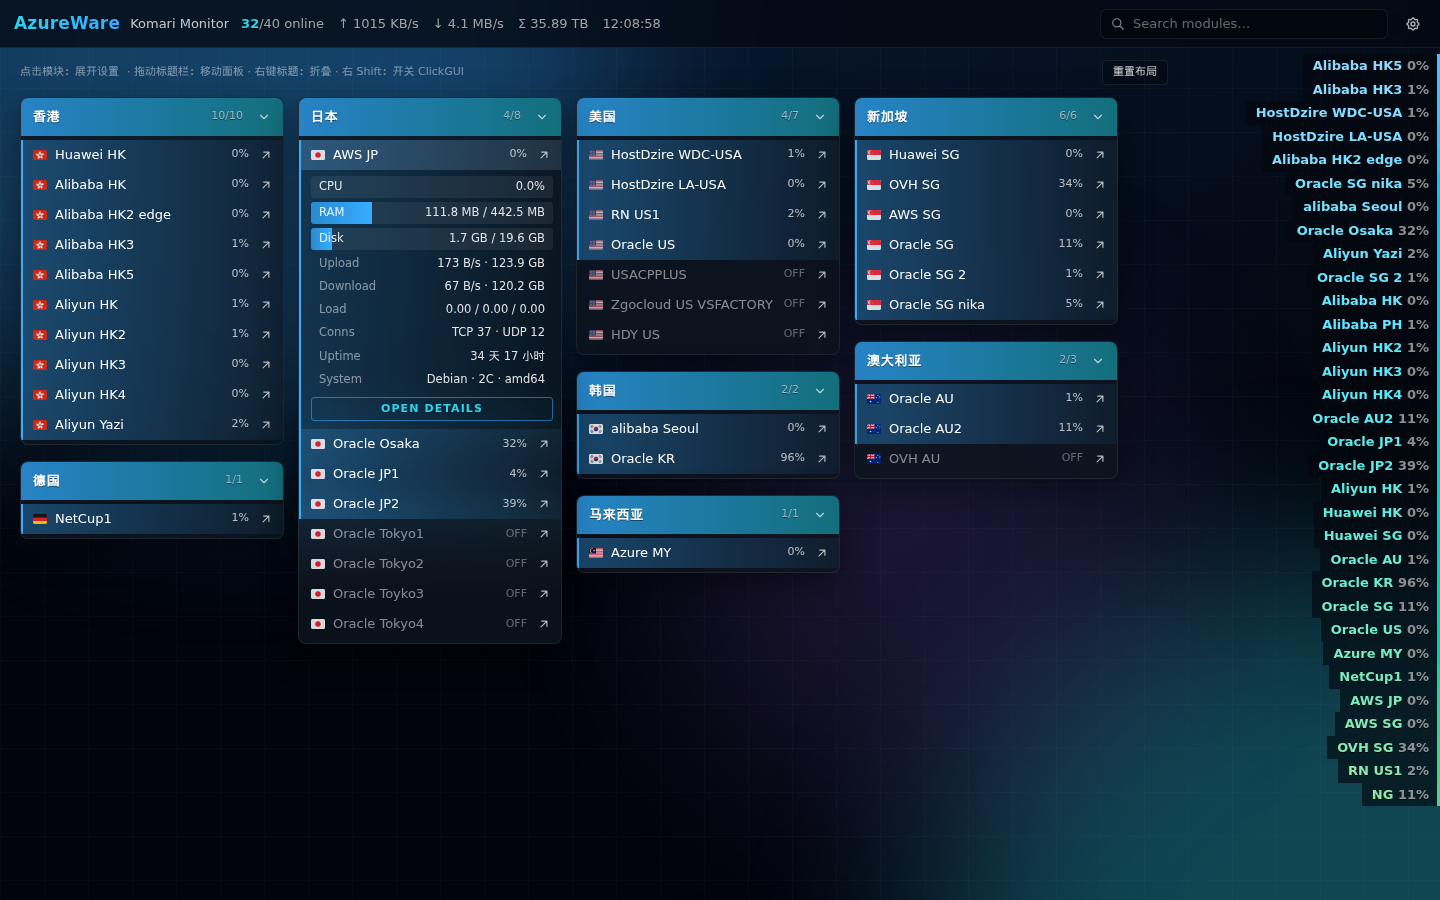 AzureWare Komari Monitor 32/40 online ↑ 1015 KB/s ↓ 4.1 MB/s Σ 35.89 TB 12:08:58 Search modules...
点击模块：展开设置 · 拖动标题栏：移动面板 · 右键标题：折叠 · 右 Shift：开关 ClickGUI
重置布局
香港 10/10
Huawei HK 0%
Alibaba HK 0%
Alibaba HK2 edge 0%
Alibaba HK3 1%
Alibaba HK5 0%
Aliyun HK 1%
Aliyun HK2 1%
Aliyun HK3 0%
Aliyun HK4 0%
Aliyun Yazi 2%
德国 1/1
NetCup1 1%
日本 4/8
AWS JP 0%
CPU 0.0%
RAM 111.8 MB / 442.5 MB
Disk 1.7 GB / 19.6 GB
Upload 173 B/s · 123.9 GB
Download 67 B/s · 120.2 GB
Load 0.00 / 0.00 / 0.00
Conns TCP 37 · UDP 12
Uptime 34 天 17 小时
System Debian · 2C · amd64
OPEN DETAILS
Oracle Osaka 32%
Oracle JP1 4%
Oracle JP2 39%
Oracle Tokyo1 OFF
Oracle Tokyo2 OFF
Oracle Toyko3 OFF
Oracle Tokyo4 OFF
美国 4/7
HostDzire WDC-USA 1%
HostDzire LA-USA 0%
RN US1 2%
Oracle US 0%
USACPPLUS OFF
Zgocloud US VSFACTORY OFF
HDY US OFF
韩国 2/2
alibaba Seoul 0%
Oracle KR 96%
马来西亚 1/1
Azure MY 0%
新加坡 6/6
Huawei SG 0%
OVH SG 34%
AWS SG 0%
Oracle SG 11%
Oracle SG 2 1%
Oracle SG nika 5%
澳大利亚 2/3
Oracle AU 1%
Oracle AU2 11%
OVH AU OFF
Alibaba HK5 0%
Alibaba HK3 1%
HostDzire WDC-USA 1%
HostDzire LA-USA 0%
Alibaba HK2 edge 0%
Oracle SG nika 5%
alibaba Seoul 0%
Oracle Osaka 32%
Aliyun Yazi 2%
Oracle SG 2 1%
Alibaba HK 0%
Alibaba PH 1%
Aliyun HK2 1%
Aliyun HK3 0%
Aliyun HK4 0%
Oracle AU2 11%
Oracle JP1 4%
Oracle JP2 39%
Aliyun HK 1%
Huawei HK 0%
Huawei SG 0%
Oracle AU 1%
Oracle KR 96%
Oracle SG 11%
Oracle US 0%
Azure MY 0%
NetCup1 1%
AWS JP 0%
AWS SG 0%
OVH SG 34%
RN US1 2%
NG 11%